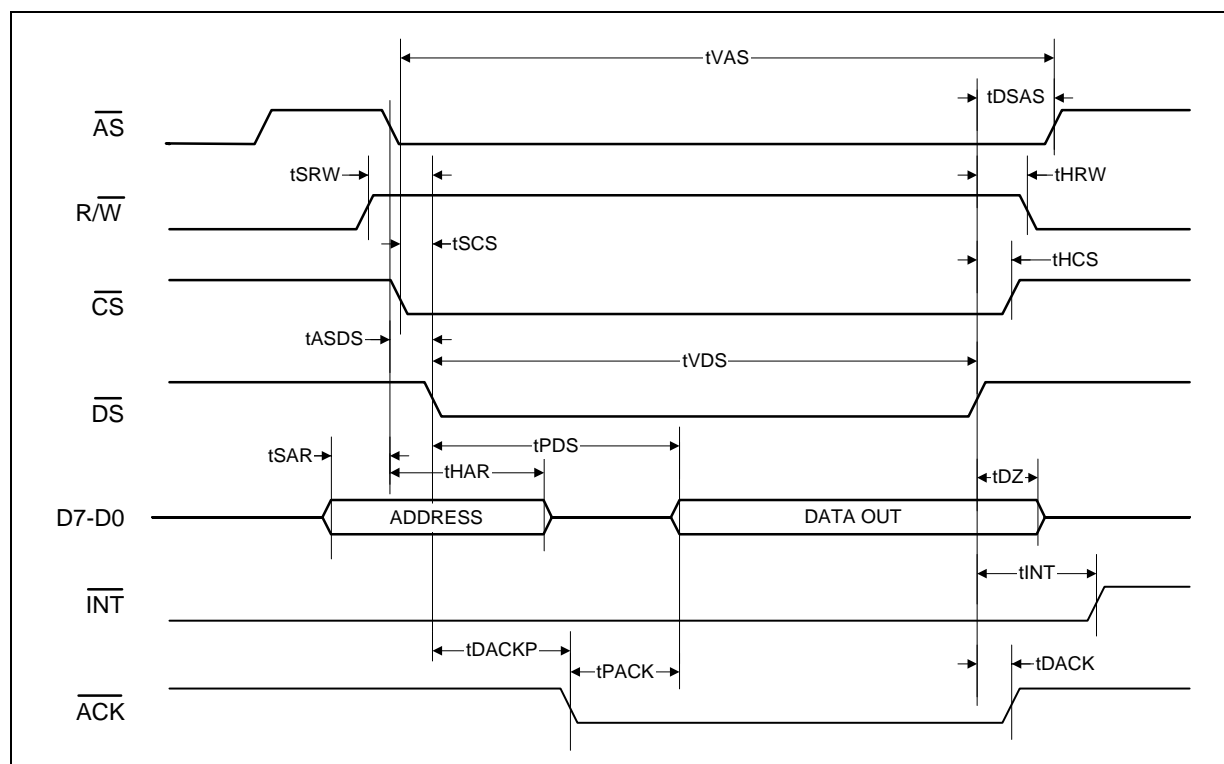 tVAS
tDSAS
AS
tSRW
tHRW
R/W
tSCS
tHCS
CS
tASDS
tVDS
DS
tPDS
tSAR
tHAR
tDZ
D7-D0
ADDRESS
DATA OUT
tINT
INT
tDACKP
tPACK
tDACK
ACK